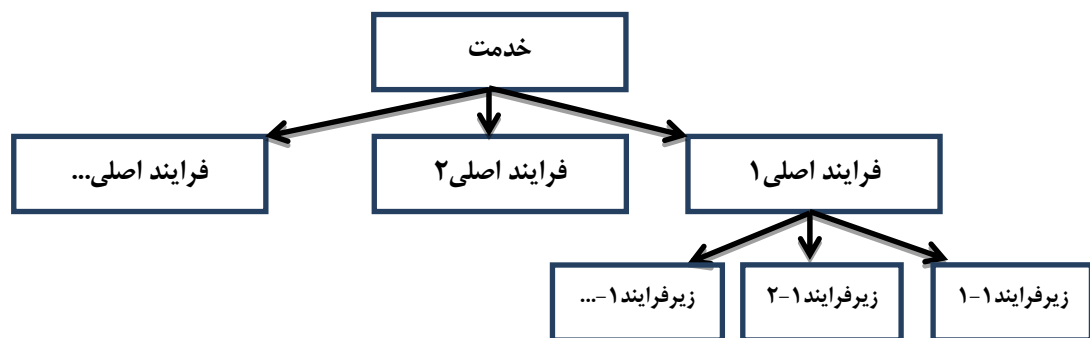 خدمت
فرایند اصلی۱
فرایند اصلی۲
فرایند اصلی...
زیرفرایند۱-۱
زیرفرایند۱-۲
زیرفرایند۱-...